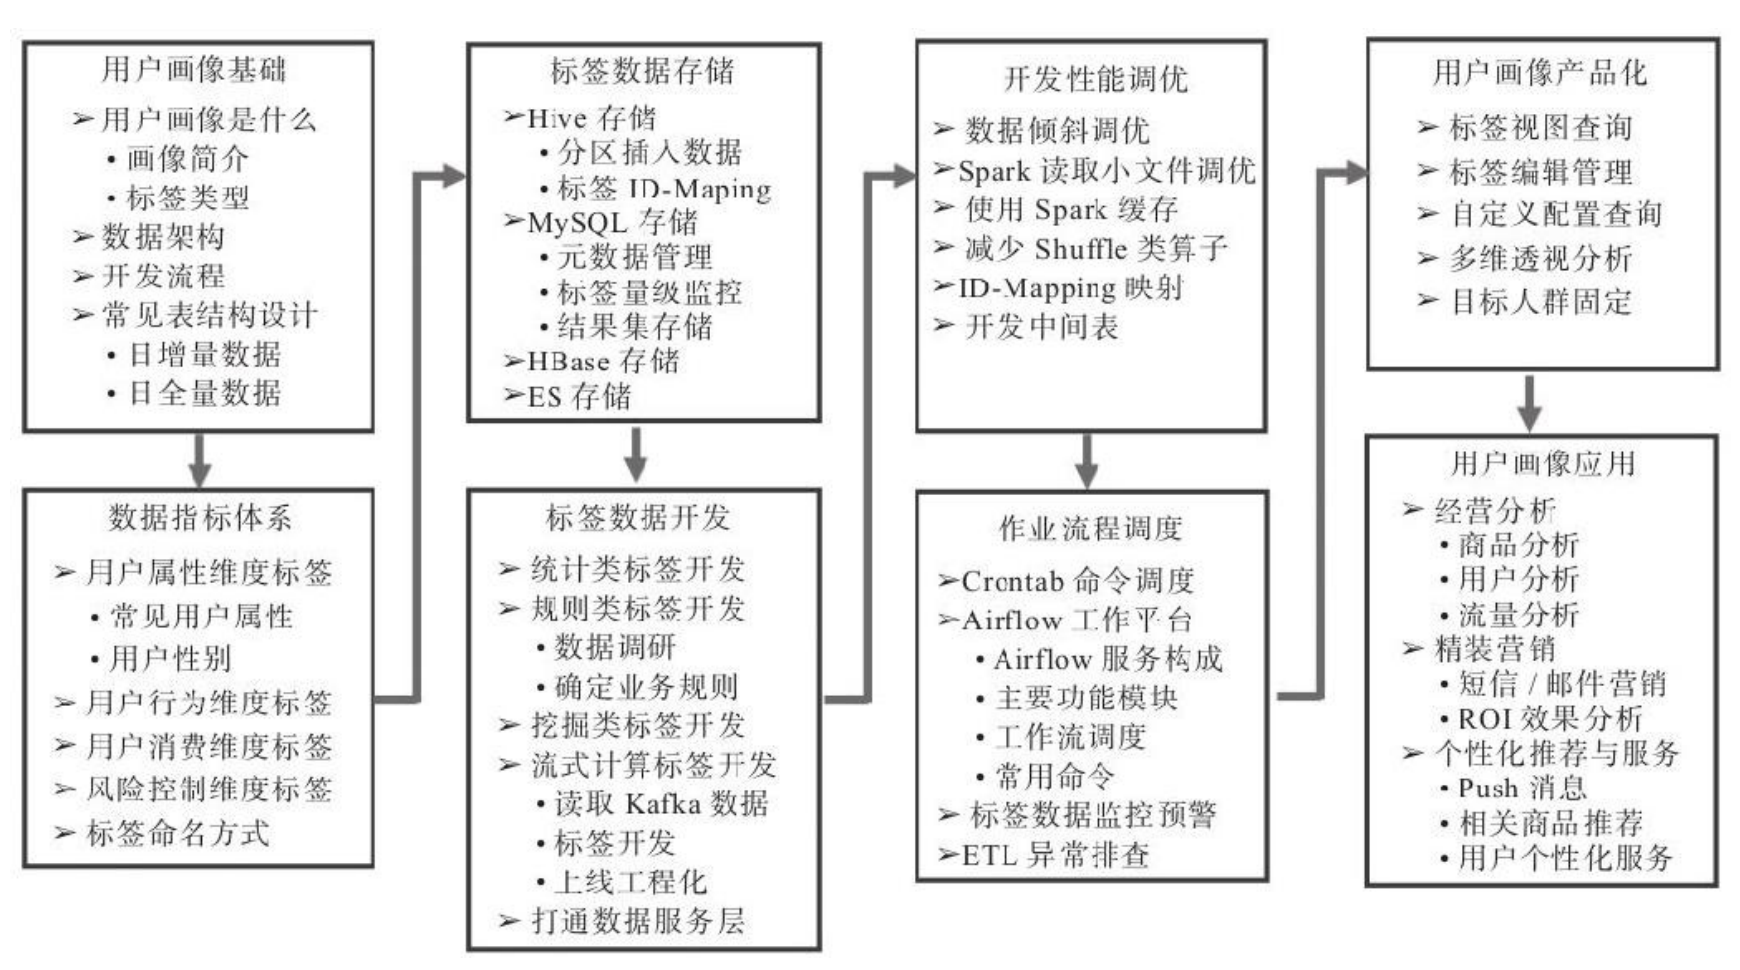 用户画像基础
➢ 用户画像是什么
• 画像简介
• 标签类型
➢ 数据架构
➢ 开发流程
➢ 常见表结构设计
• 日增量数据
• 日全量数据
数据指标体系
➢ 用户属性维度标签
• 常见用户属性
• 用户性别
➢ 用户行为维度标签
➢ 用户消费维度标签
➢ 风险控制维度标签
➢ 标签命名方式
标签数据存储
➢Hive 存储
• 分区插入数据
• 标签 ID-Maping
➢MySQL 存储
• 元数据管理
• 标签量级监控
• 结果集存储
➢HBase 存储
➢ES 存储
标签数据开发
➢ 统计类标签开发
➢ 规则类标签开发
• 数据调研
• 确定业务规则
➢ 挖掘类标签开发
➢ 流式计算标签开发
• 读取 Kafka 数据
• 标签开发
• 上线工程化
➢ 打通数据服务层
开发性能调优
➢ 数据倾斜调优
➢Spark 读取小文件调优
➢ 使用 Spark 缓存
➢ 减少 Shuffle 类算子
➢ID-Mapping 映射
➢ 开发中间表
作业流程调度
➢Crontab 命令调度
➢Airflow 工作平台
• Airflow 服务构成
• 主要功能模块
• 工作流调度
• 常用命令
➢ 标签数据监控预警
➢ETL 异常排查
用户画像产品化
➢ 标签视图查询
➢ 标签编辑管理
➢ 自定义配置查询
➢ 多维透视分析
➢ 目标人群固定
用户画像应用
➢ 经营分析
• 商品分析
• 用户分析
• 流量分析
➢ 精装营销
• 短信 / 邮件营销
• ROI 效果分析
➢ 个性化推荐与服务
• Push 消息
• 相关商品推荐
• 用户个性化服务